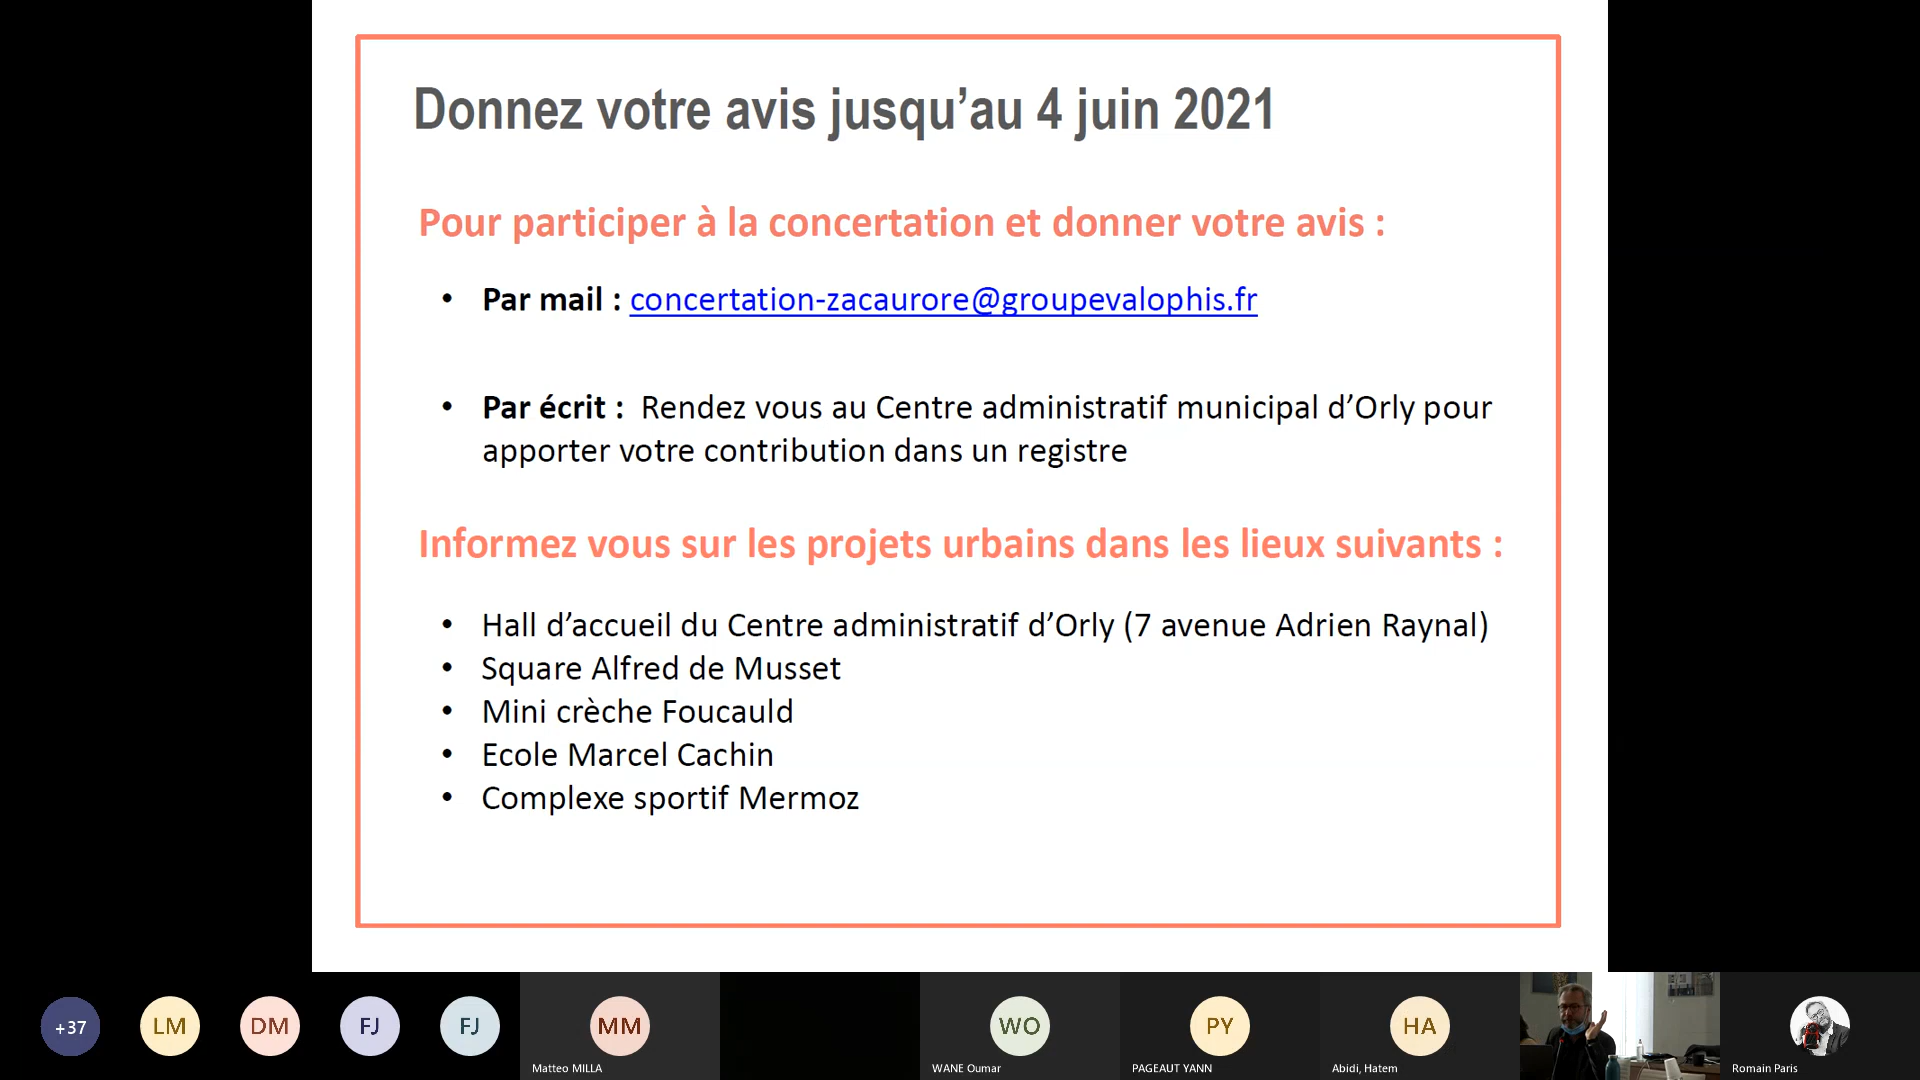 Donnez votre avis jusqu’au 4 juin 2021
Pour participer à la concertation et donner votre avis :
• Par mail : concertation-zacaurore@groupevalophis.fr
• Par écrit : Rendez vous au Centre administratif municipal d’Orly pour
apporter votre contribution dans un registre
Informez vous sur les projets urbains dans les lieux suivants :
• Hall d’accueil du Centre administratif d’Orly (7 avenue Adrien Raynal)
• Square Alfred de Musset
• Mini crèche Foucauld
• Ecole Marcel Cachin
• Complexe sportif Mermoz
+37
LM
DM
FJ
FJ
MM
Matteo MILLA
WO
WANE Oumar
PY
PAGEAUT YANN
HA
Abidi, Hatem
Romain Paris